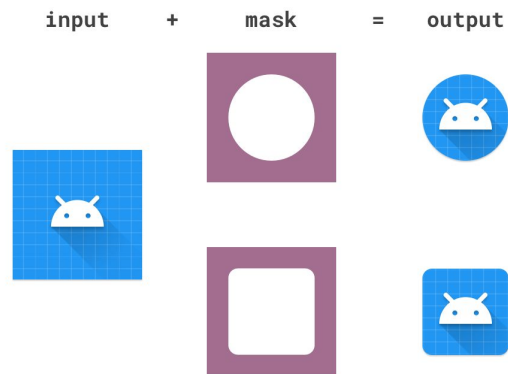 input + mask = output